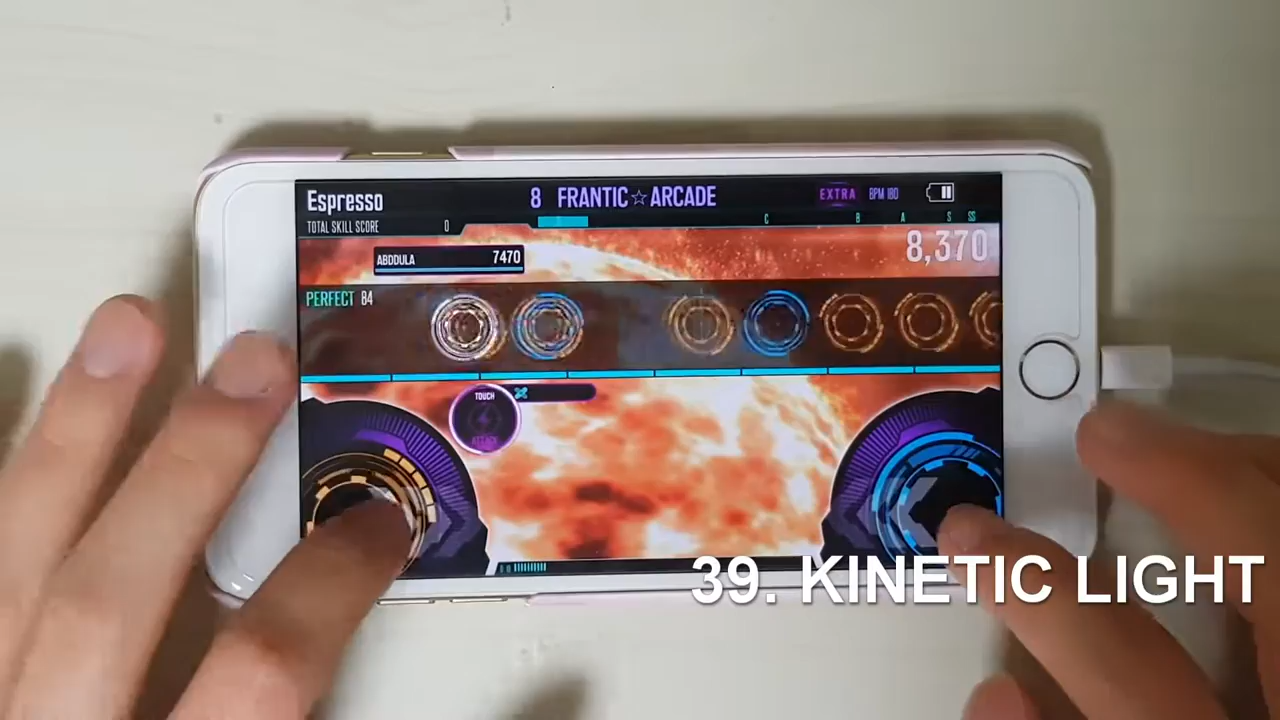 Espresso
8 FRANTIC☆ARCADE
EXTRA
BPM 180
TOTAL SKILL SCORE
0
C
B
A
S
SS
8,370
ABDDULA 7470
PERFECT 84
TOUCH
ATTACK
39. KINETIC LIGHT